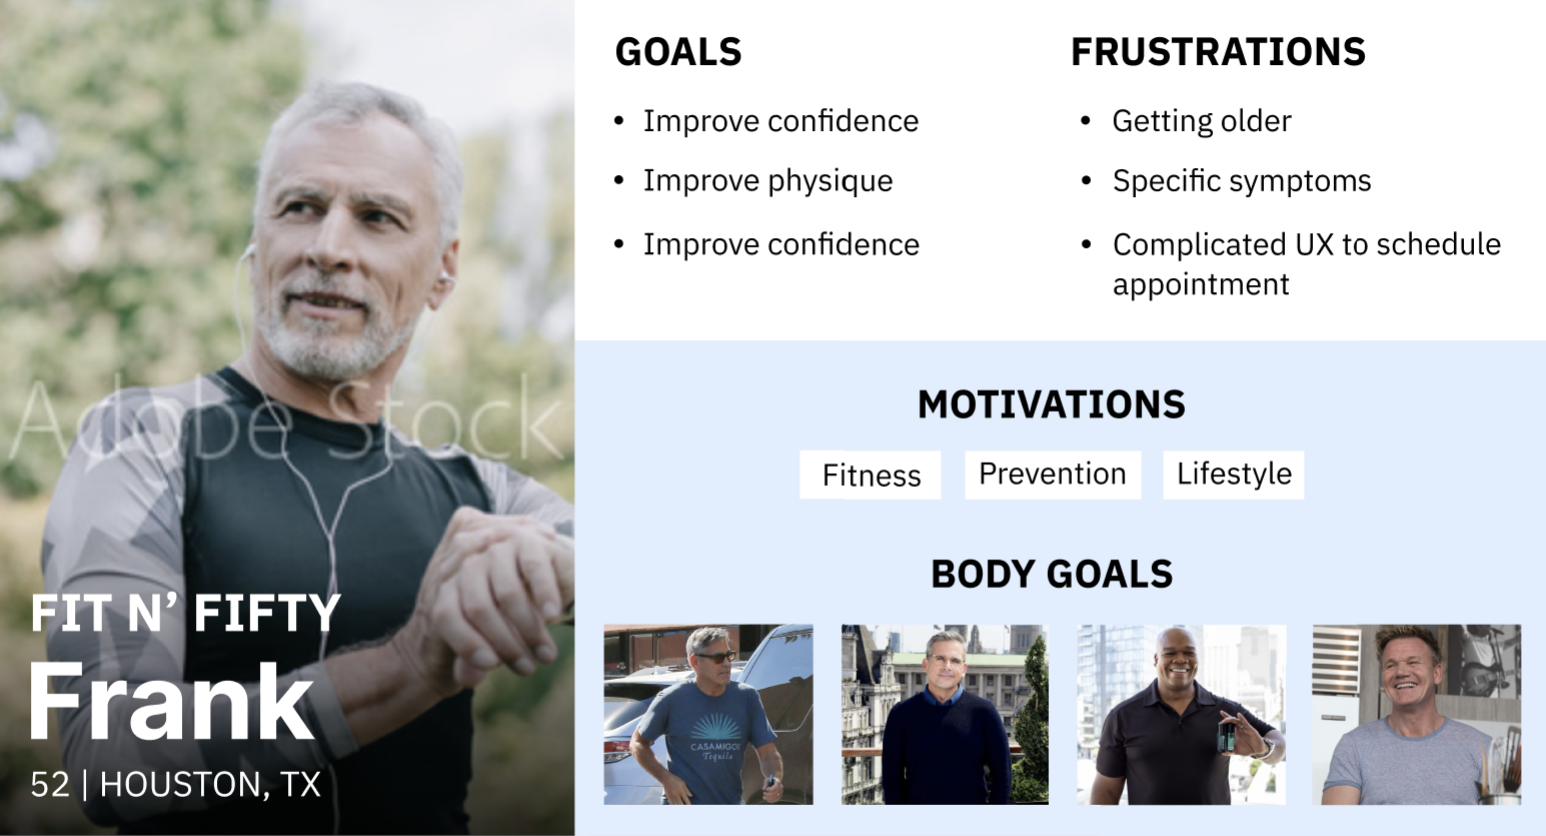 GOALS
• Improve confidence
• Improve physique
• Improve confidence
FRUSTRATIONS
• Getting older
• Specific symptoms
• Complicated UX to schedule
appointment
Adobe Stock
FIT N’ FIFTY
Frank
52 | HOUSTON, TX
MOTIVATIONS
Fitness
Prevention
Lifestyle
BODY GOALS
CASAMIGOS
Tequila